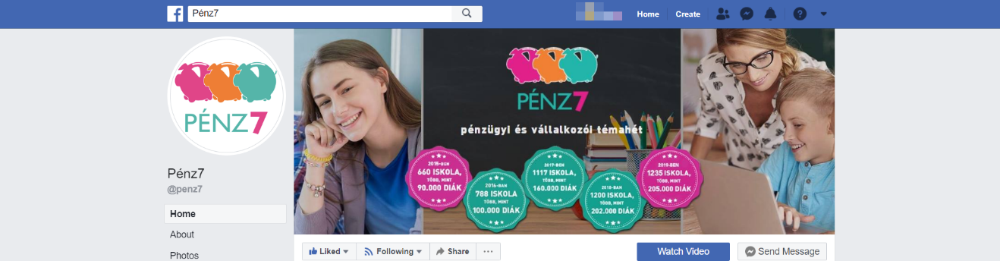 Pénz7
Home
Create
PÉNZ7
Pénz7
@penz7
Home
About
Photos
PÉNZ7
pénzügyi és vállalkozói témahét
2015-BEN
660 ISKOLA,
TÖBB, MINT
90.000 DIÁK
2016-BAN
788 ISKOLA
TÖBB, MINT
100.000 DIÁK
2017-BEN
1117 ISKOLA,
TÖBB, MINT
160.000 DIÁK
2018-BAN
1200 ISKOLA,
TÖBB, MINT
202.000 DIÁK
2019-BEN
1235 ISKOLA,
TÖBB, MINT
205.000 DIÁK
Liked
Following
Share
Watch Video
Send Message